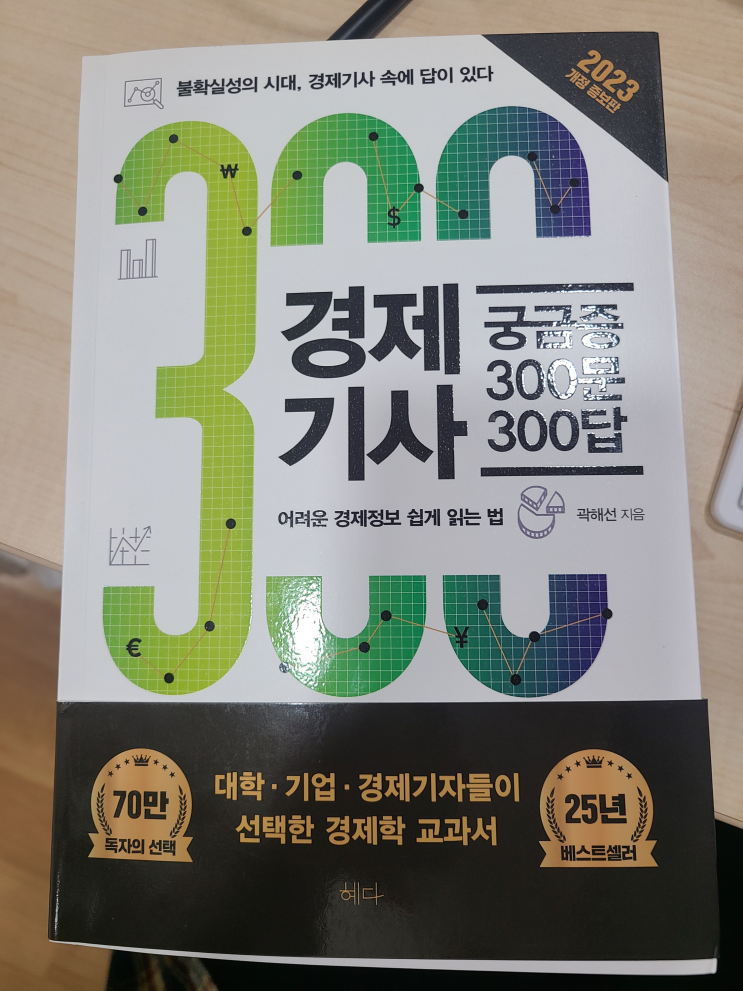 불확실성의 시대, 경제기사 속에 답이 있다
2023
개정 증보판
300
₩
$
경제
기사
궁금증
300문
300답
어려운 경제정보 쉽게 읽는 법
곽해선 지음
€
¥
70만
독자의 선택
대학·기업·경제기자들이
선택한 경제학 교과서
25년
베스트셀러
혜다